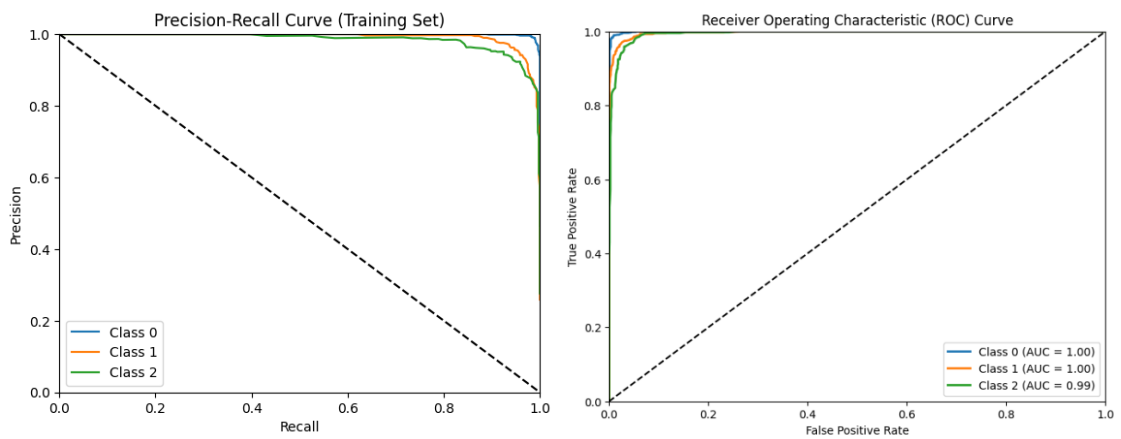 Precision-Recall Curve (Training Set)
1.0
0.8
0.6
0.4
0.2
0.0
Precision
0.0 0.2 0.4 0.6 0.8 1.0
Recall
Class 0
Class 1
Class 2
Receiver Operating Characteristic (ROC) Curve
1.0
0.8
0.6
0.4
0.2
0.0
True Positive Rate
0.0 0.2 0.4 0.6 0.8 1.0
False Positive Rate
Class 0 (AUC = 1.00)
Class 1 (AUC = 1.00)
Class 2 (AUC = 0.99)